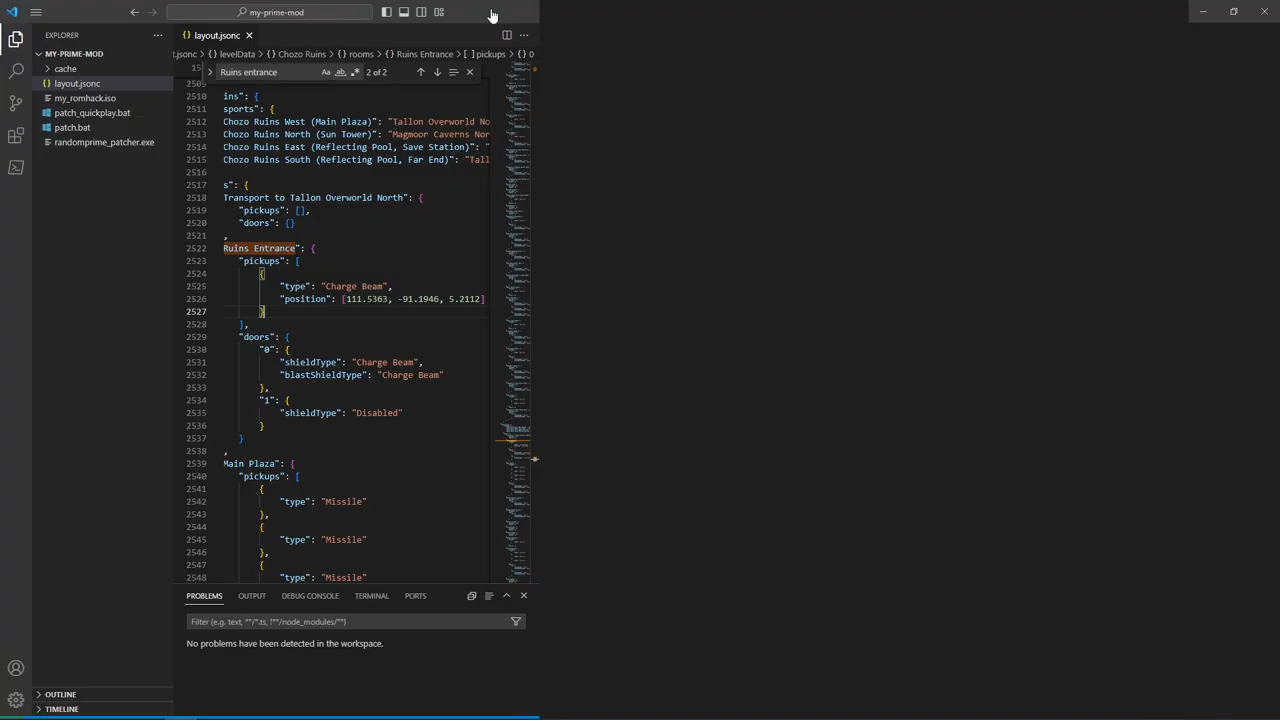 my-prime-mod
EXPLORER
MY-PRIME-MOD
cache
layout.jsonc
my_romhack.iso
patch_quickplay.bat
patch.bat
randomprime_patcher.exe
OUTLINE
TIMELINE
layout.jsonc
.jsonc > levelData > Chozo Ruins > rooms > Ruins Entrance > [ ] pickups > {} 0
Ruins entrance Aa ab 2 of 2
2509
2510 ins": {
2511 sports": {
2512 Chozo Ruins West (Main Plaza)": "Tallon Overworld No
2513 Chozo Ruins North (Sun Tower)": "Magmoor Caverns Nor
2514 Chozo Ruins East (Reflecting Pool, Save Station)": "
2515 Chozo Ruins South (Reflecting Pool, Far End)": "Tall
2516
2517 s": {
2518 Transport to Tallon Overworld North": {
2519 "pickups": [],
2520 "doors": {}
2521 ,
2522 Ruins Entrance": {
2523 "pickups": [
2524 {
2525 "type": "Charge Beam",
2526 "position": [111.5363, -91.1946, 5.2112]
2527 }
2528 ],
2529 "doors": {
2530 "0": {
2531 "shieldType": "Charge Beam",
2532 "blastShieldType": "Charge Beam"
2533 },
2534 "1": {
2535 "shieldType": "Disabled"
2536 }
2537 }
2538 ,
2539 Main Plaza": {
2540 "pickups": [
2541 {
2542 "type": "Missile"
2543 },
2544 {
2545 "type": "Missile"
2546 },
2547 {
2548 "type": "Missile"
PROBLEMS OUTPUT DEBUG CONSOLE TERMINAL PORTS
Filter (e.g. text, **/*.ts, !**/node_modules/**)
No problems have been detected in the workspace.